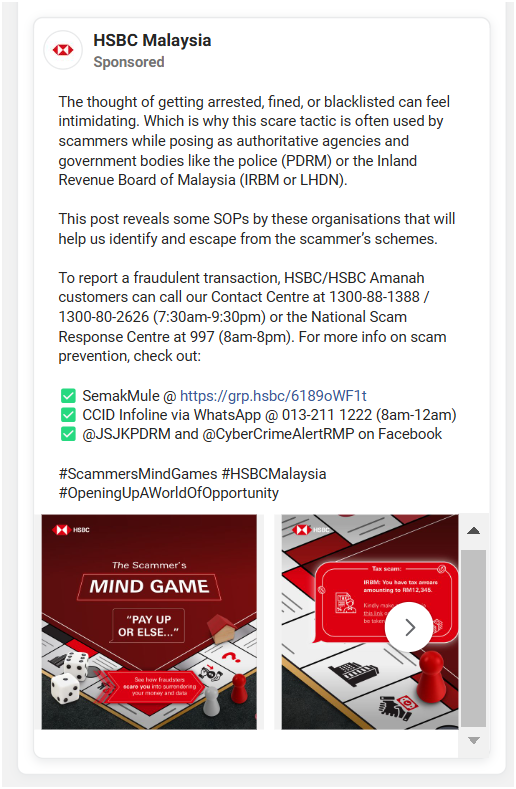 HSBC Malaysia
Sponsored
The thought of getting arrested, fined, or blacklisted can feel
intimidating. Which is why this scare tactic is often used by
scammers while posing as authoritative agencies and
government bodies like the police (PDRM) or the Inland
Revenue Board of Malaysia (IRBM or LHDN).
This post reveals some SOPs by these organisations that will
help us identify and escape from the scammer’s schemes.
To report a fraudulent transaction, HSBC/HSBC Amanah
customers can call our Contact Centre at 1300-88-1388 /
1300-80-2626 (7:30am-9:30pm) or the National Scam
Response Centre at 997 (8am-8pm). For more info on scam
prevention, check out:
✅ SemakMule @ https://grp.hsbc/6189oWF1t
✅ CCID Infoline via WhatsApp @ 013-211 1222 (8am-12am)
✅ @JSJKPDRM and @CyberCrimeAlertRMP on Facebook
#ScammersMindGames #HSBCMalaysia
#OpeningUpAWorldOfOpportunity
HSBC
The Scammer's
MIND GAME
“PAY UP
OR ELSE...”
See how fraudsters
scare you into surrendering
your money and data
HSBC
Tax scam:
IRBM: You have tax arrears
amounting to RM12,345.
Kindly make
this link
be taken